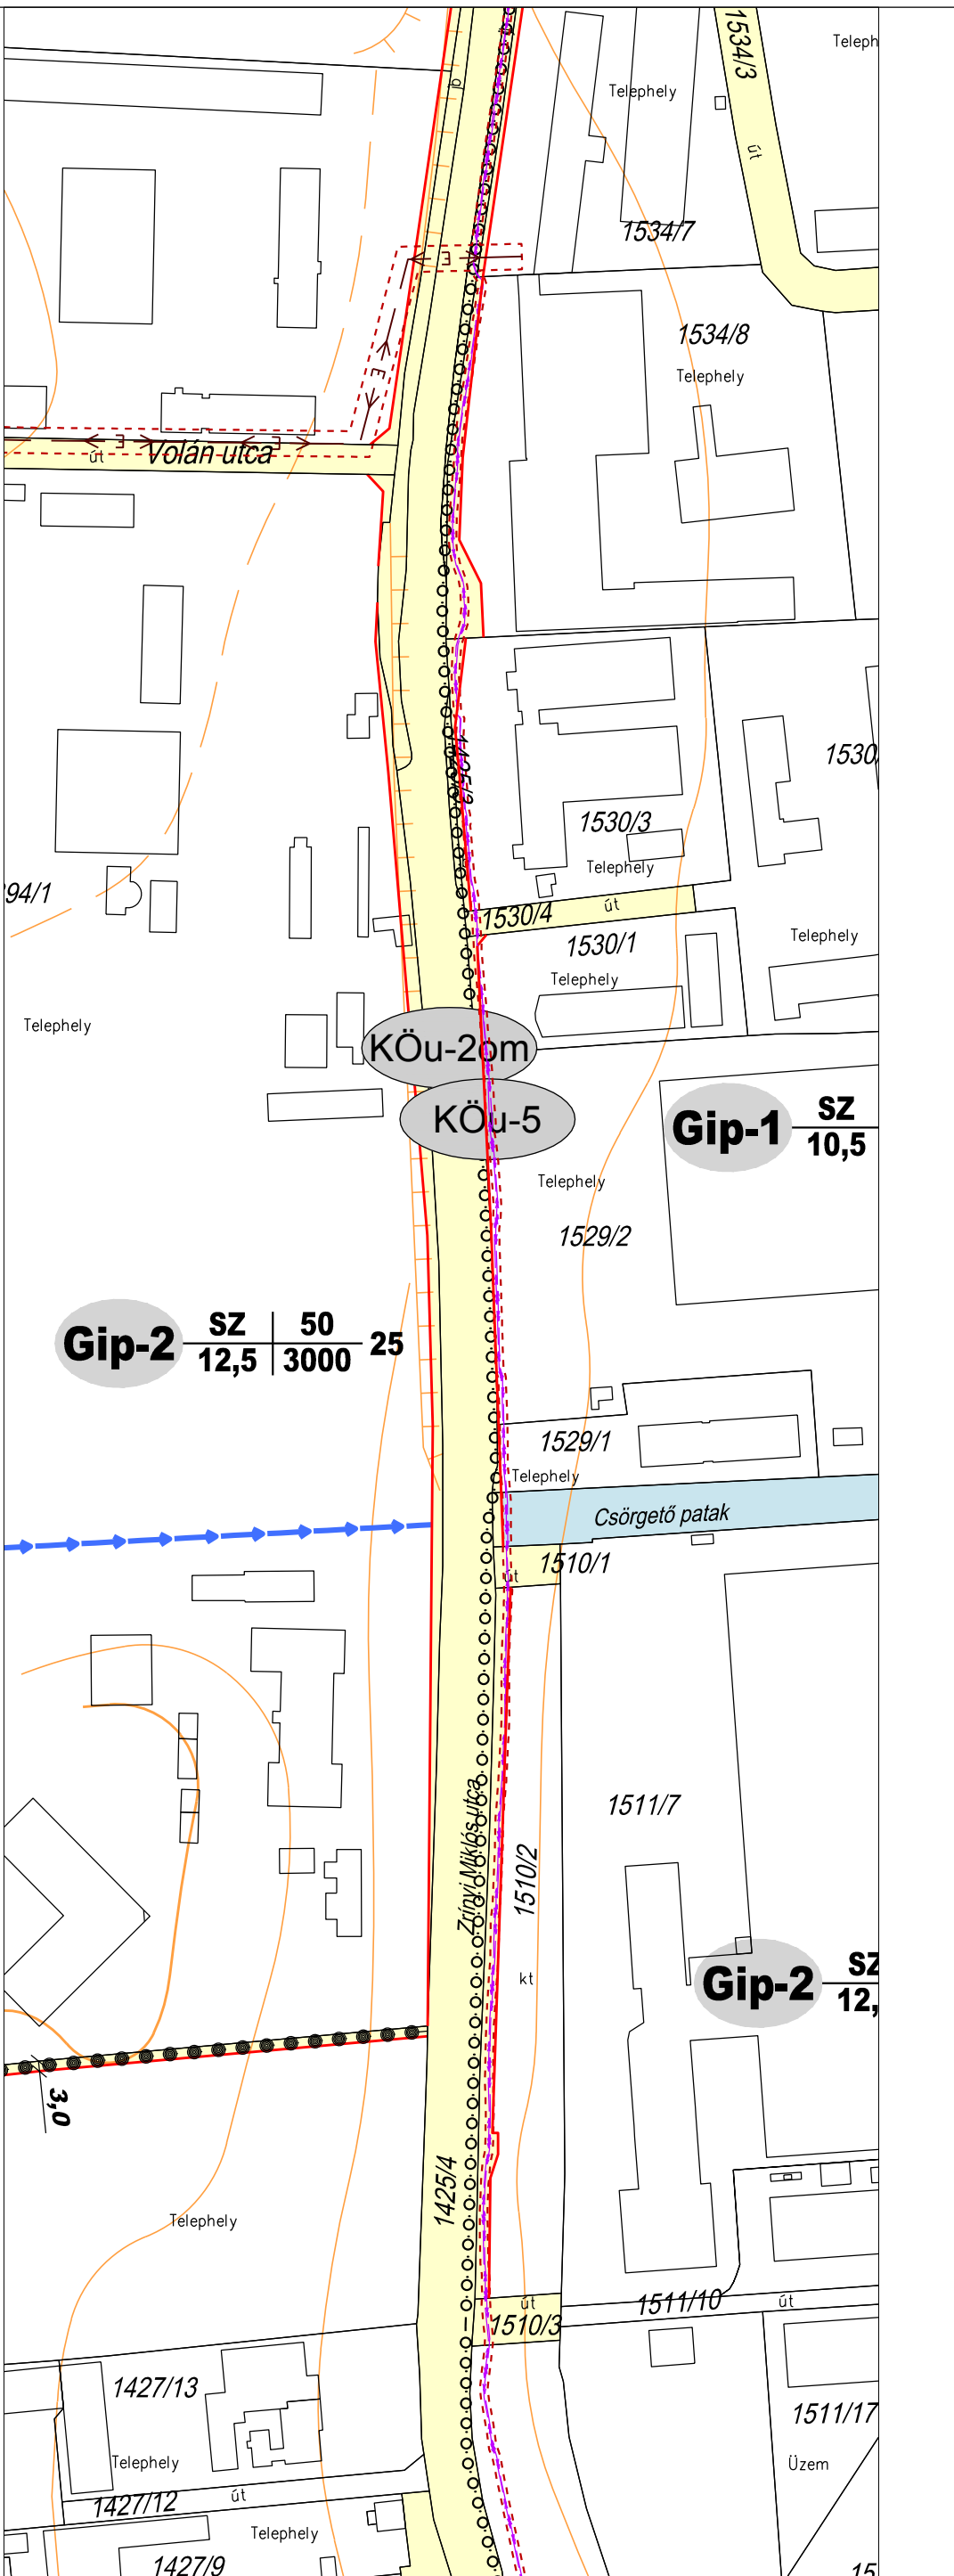 1534/3
Teleph
Telephely
út
1534/7
E
1534/8
Telephely
E
E
E
Volán utca
út
1530/3
1530
Telephely
94/1
1530/4
út
1530/1
Telephely
Telephely
Telephely
KÖu-2om
KÖu-5
Gip-1
SZ
10,5
Telephely
1529/2
Gip-2
SZ
50
12,5
3000
25
1529/1
Telephely
Csörgető patak
1510/1
út
Zrínyi Miklós utca
1511/7
1510/2
kt
Gip-2
SZ
12,
3,0
1425/4
Telephely
út
1510/3
1511/10
út
1427/13
1511/17
Telephely
Üzem
út
1427/12
Telephely
1427/9
15